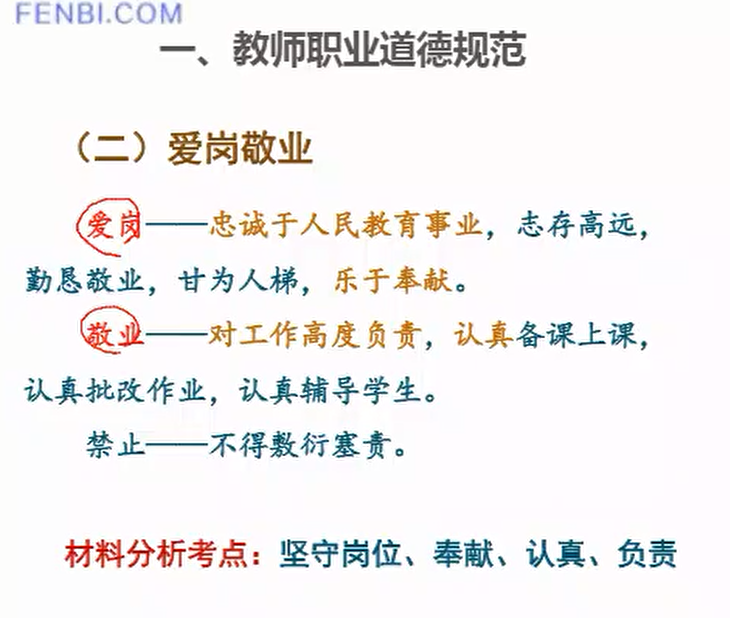 FENBI.COM
一、教师职业道德规范
（二）爱岗敬业
爱岗——忠诚于人民教育事业，志存高远，
勤恳敬业，甘为人梯，乐于奉献。
敬业——对工作高度负责，认真备课上课，
认真批改作业，认真辅导学生。
禁止——不得敷衍塞责。
材料分析考点：坚守岗位、奉献、认真、负责